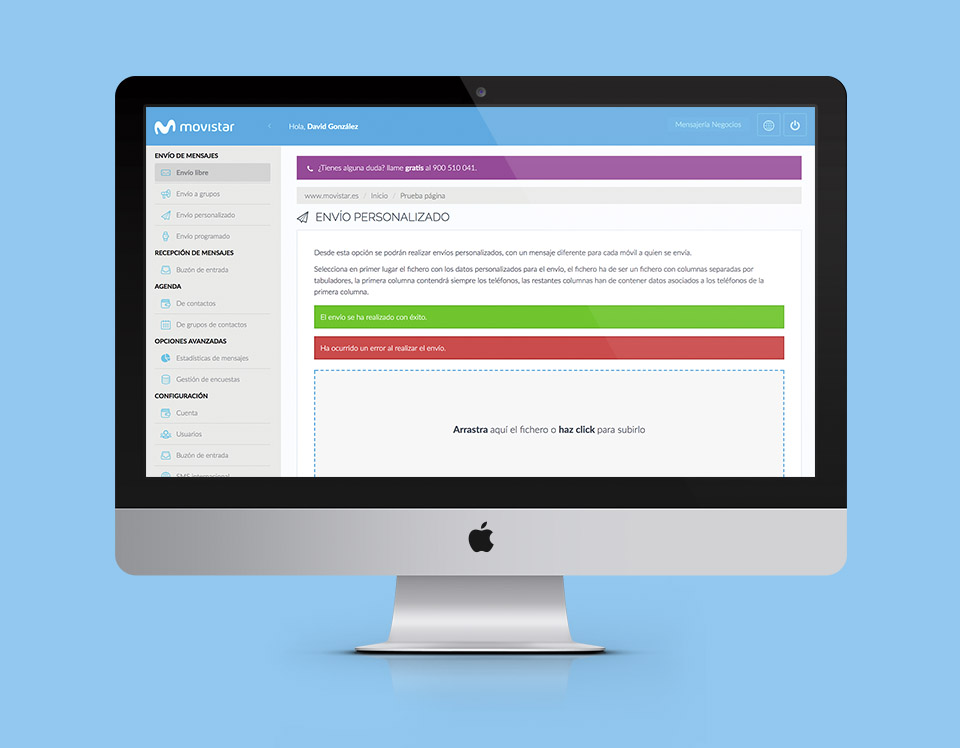 movistar
‹ Hola, David González
Mensajería Negocios
ENVÍO DE MENSAJES
Envío libre
Envío a grupos
Envío personalizado
Envío programado
RECEPCIÓN DE MENSAJES
Buzón de entrada
AGENDA
De contactos
De grupos de contactos
OPCIONES AVANZADAS
Estadísticas de mensajes
Gestión de encuestas
CONFIGURACIÓN
Cuenta
Usuarios
Buzón de entrada
SMS internacional
¿Tienes alguna duda? llame gratis al 900 510 041.
www.movistar.es / Inicio / Prueba página
ENVÍO PERSONALIZADO
Desde esta opción se podrán realizar envíos personalizados, con un mensaje diferente para cada móvil a quien se envía.
Selecciona en primer lugar el fichero con los datos personalizados para el envío, el fichero ha de ser un fichero con columnas separadas por
tabuladores, la primera columna contendrá siempre los teléfonos, las restantes columnas han de contener datos asociados a los teléfonos de la
primera columna.
El envío se ha realizado con éxito.
Ha ocurrido un error al realizar el envío.
Arrastra aquí el fichero o haz click para subirlo